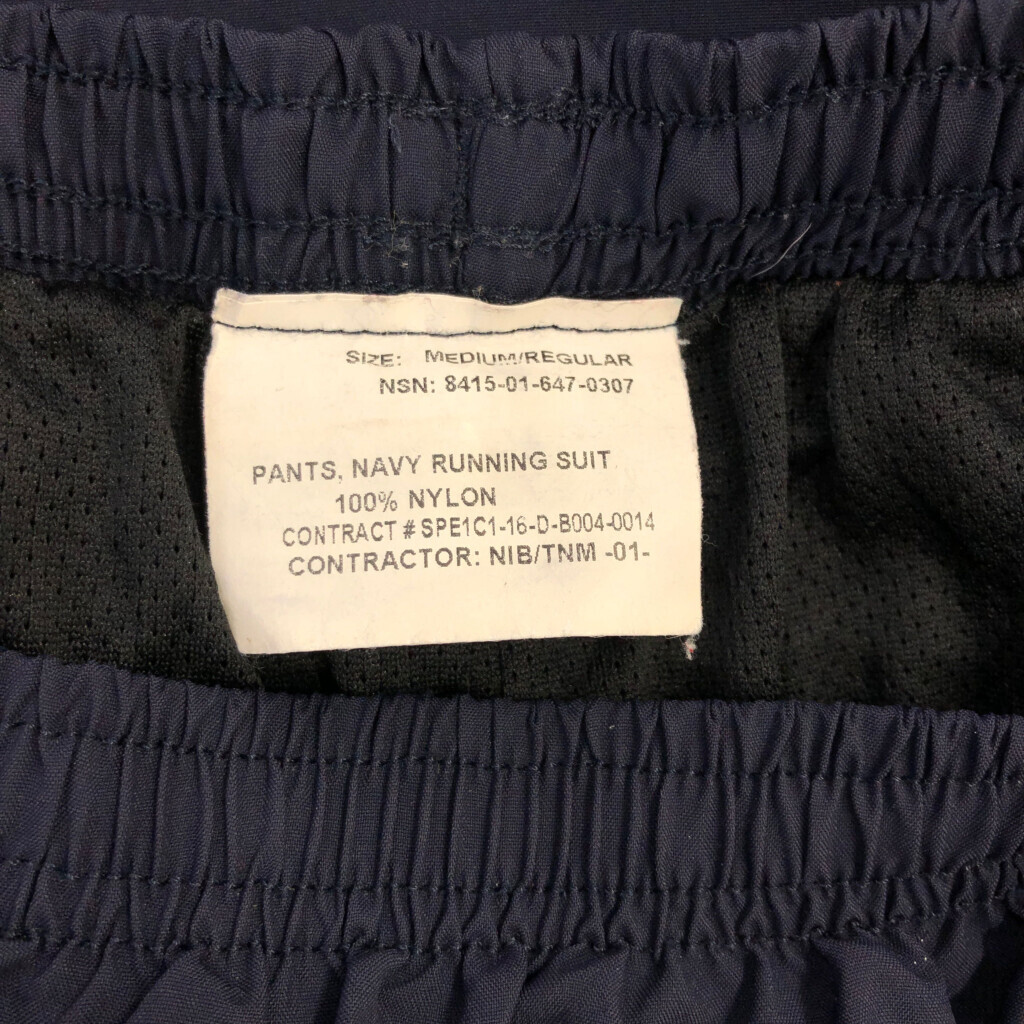 SIZE: MEDIUM/REGULAR
NSN: 8415-01-647-0307
PANTS, NAVY RUNNING SUIT
100% NYLON
CONTRACT # SPE1C1-16-D-B004-0014
CONTRACTOR: NIB/TNM -01-